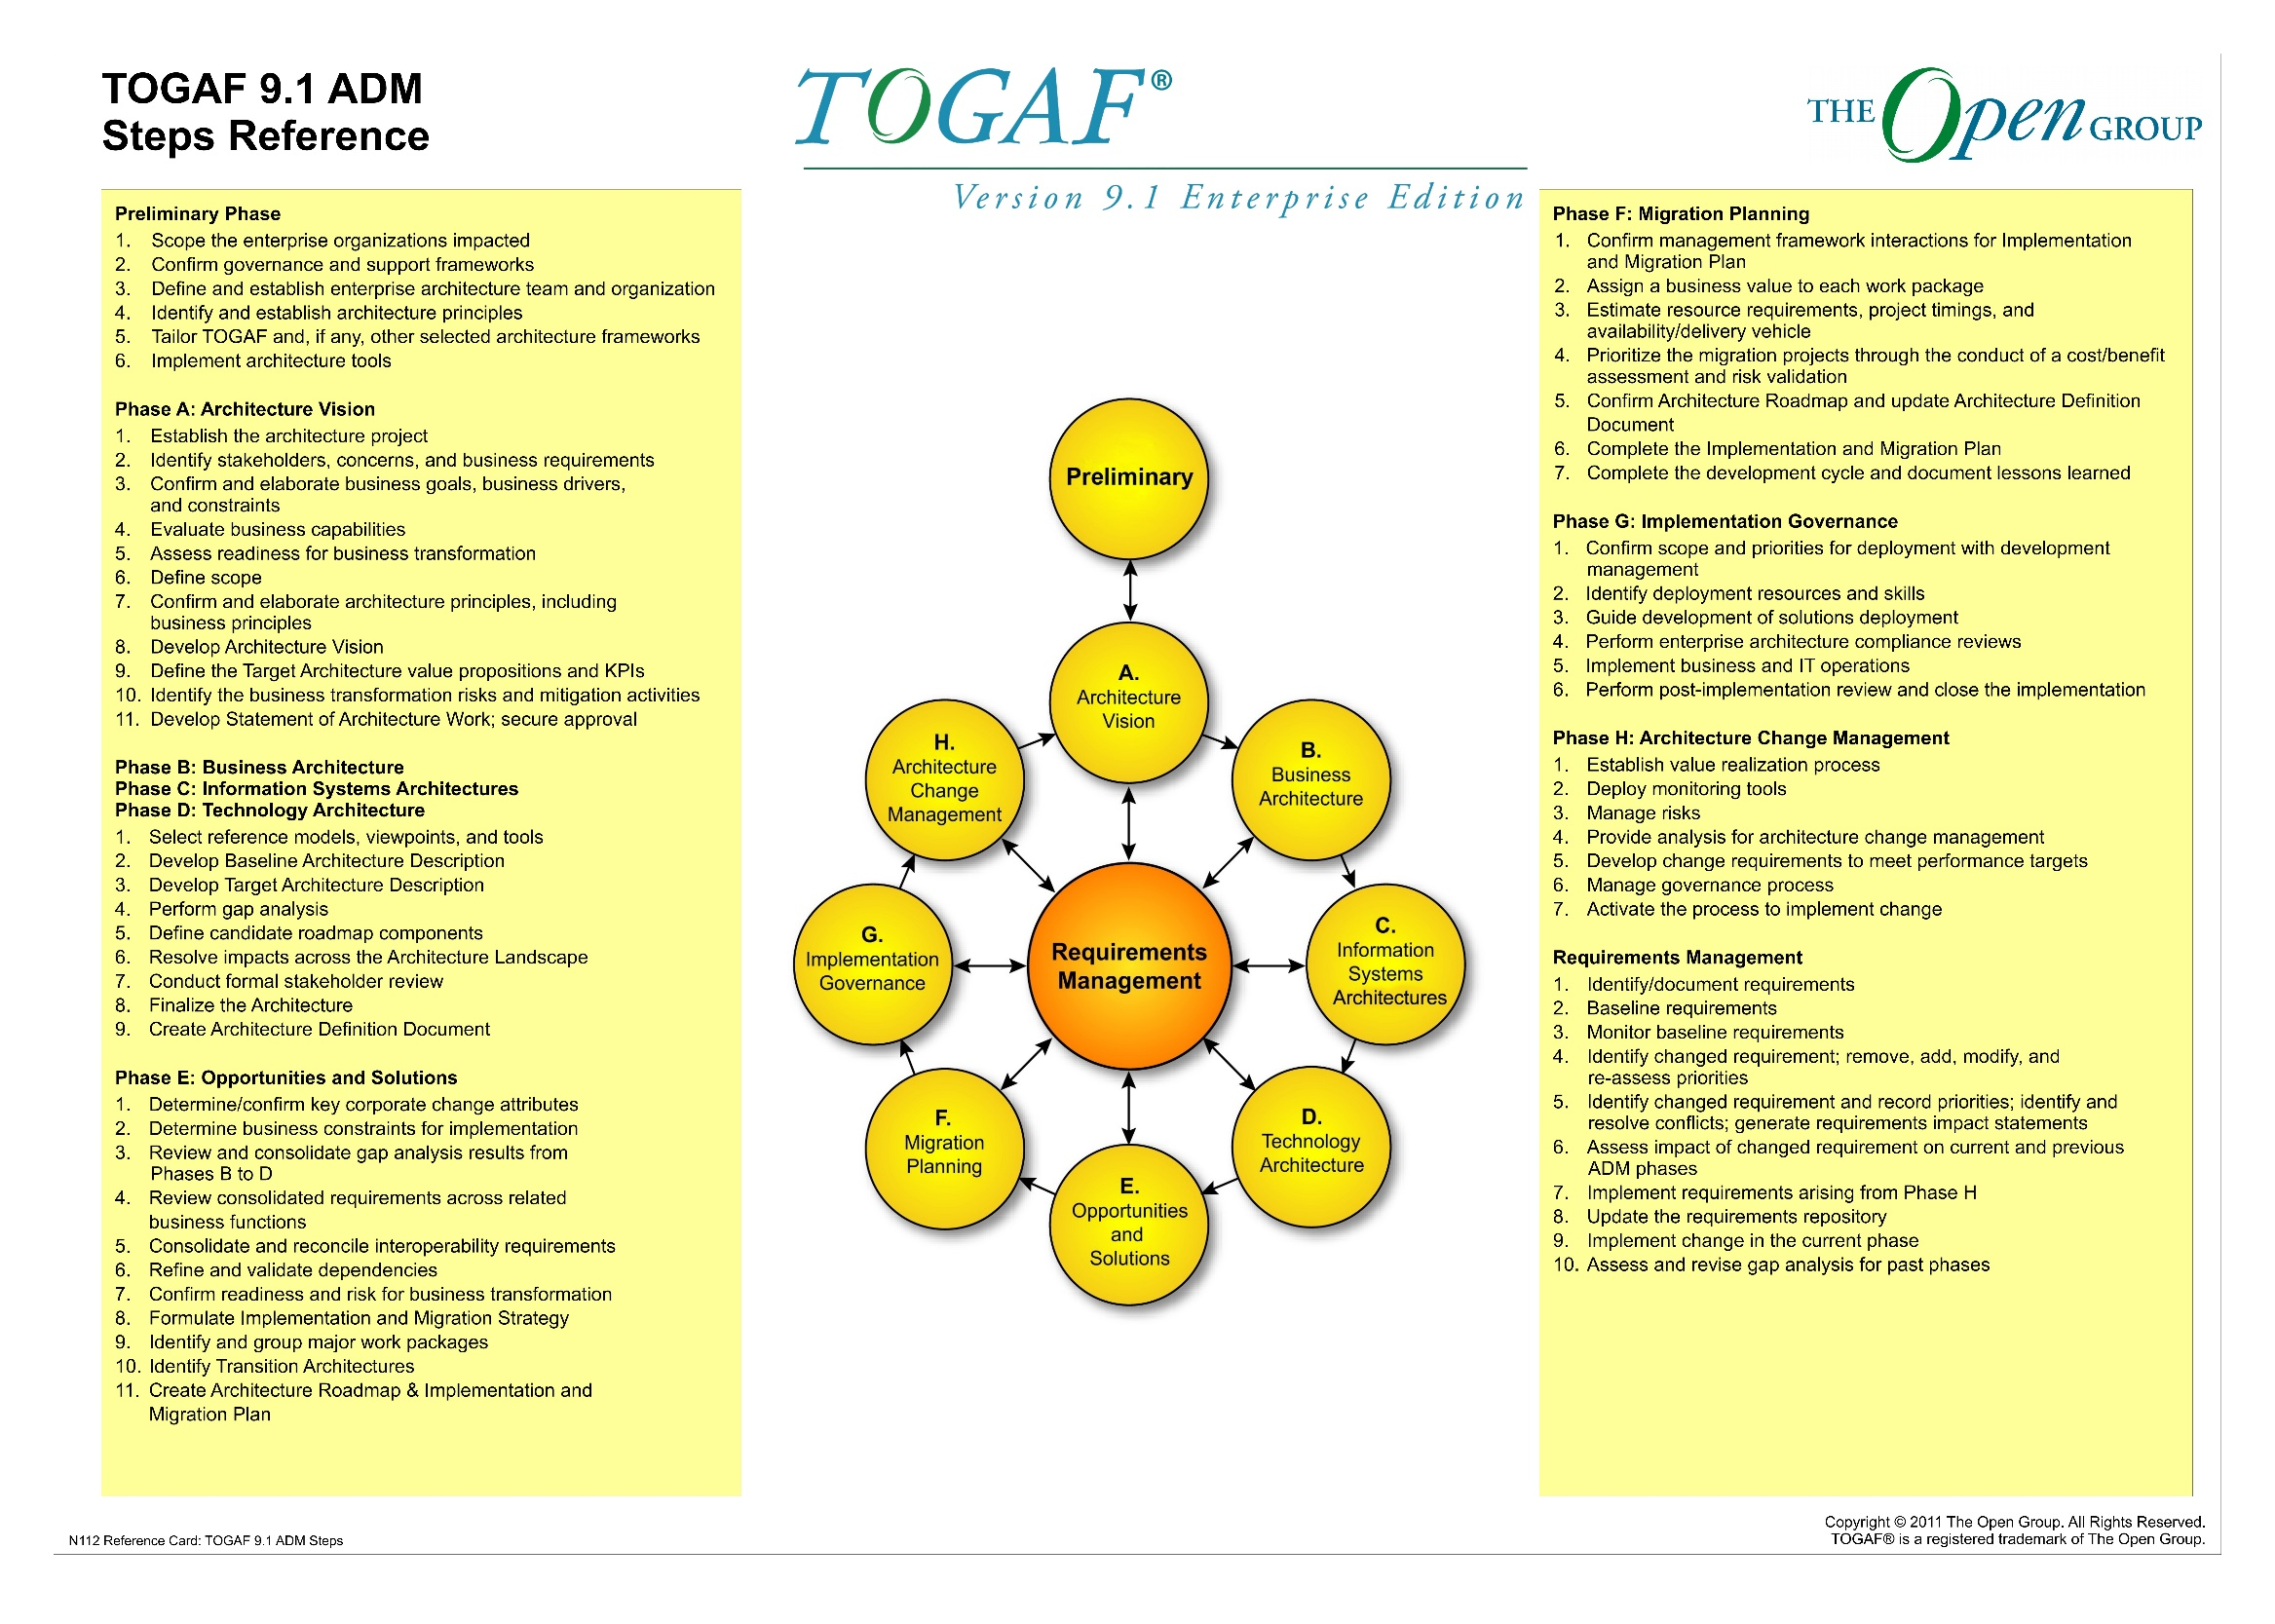 TOGAF 9.1 ADM
Steps Reference
TOGAF®
Version 9.1 Enterprise Edition
THE Open GROUP
Preliminary Phase
1. Scope the enterprise organizations impacted
2. Confirm governance and support frameworks
3. Define and establish enterprise architecture team and organization
4. Identify and establish architecture principles
5. Tailor TOGAF and, if any, other selected architecture frameworks
6. Implement architecture tools
Phase A: Architecture Vision
1. Establish the architecture project
2. Identify stakeholders, concerns, and business requirements
3. Confirm and elaborate business goals, business drivers,
and constraints
4. Evaluate business capabilities
5. Assess readiness for business transformation
6. Define scope
7. Confirm and elaborate architecture principles, including
business principles
8. Develop Architecture Vision
9. Define the Target Architecture value propositions and KPIs
10. Identify the business transformation risks and mitigation activities
11. Develop Statement of Architecture Work; secure approval
Phase B: Business Architecture
Phase C: Information Systems Architectures
Phase D: Technology Architecture
1. Select reference models, viewpoints, and tools
2. Develop Baseline Architecture Description
3. Develop Target Architecture Description
4. Perform gap analysis
5. Define candidate roadmap components
6. Resolve impacts across the Architecture Landscape
7. Conduct formal stakeholder review
8. Finalize the Architecture
9. Create Architecture Definition Document
Phase E: Opportunities and Solutions
1. Determine/confirm key corporate change attributes
2. Determine business constraints for implementation
3. Review and consolidate gap analysis results from
Phases B to D
4. Review consolidated requirements across related
business functions
5. Consolidate and reconcile interoperability requirements
6. Refine and validate dependencies
7. Confirm readiness and risk for business transformation
8. Formulate Implementation and Migration Strategy
9. Identify and group major work packages
10. Identify Transition Architectures
11. Create Architecture Roadmap & Implementation and
Migration Plan
Preliminary
A.
Architecture
Vision
B.
Business
Architecture
C.
Information
Systems
Architectures
D.
Technology
Architecture
E.
Opportunities
and
Solutions
F.
Migration
Planning
G.
Implementation
Governance
H.
Architecture
Change
Management
Requirements
Management
Phase F: Migration Planning
1. Confirm management framework interactions for Implementation
and Migration Plan
2. Assign a business value to each work package
3. Estimate resource requirements, project timings, and
availability/delivery vehicle
4. Prioritize the migration projects through the conduct of a cost/benefit
assessment and risk validation
5. Confirm Architecture Roadmap and update Architecture Definition
Document
6. Complete the Implementation and Migration Plan
7. Complete the development cycle and document lessons learned
Phase G: Implementation Governance
1. Confirm scope and priorities for deployment with development
management
2. Identify deployment resources and skills
3. Guide development of solutions deployment
4. Perform enterprise architecture compliance reviews
5. Implement business and IT operations
6. Perform post-implementation review and close the implementation
Phase H: Architecture Change Management
1. Establish value realization process
2. Deploy monitoring tools
3. Manage risks
4. Provide analysis for architecture change management
5. Develop change requirements to meet performance targets
6. Manage governance process
7. Activate the process to implement change
Requirements Management
1. Identify/document requirements
2. Baseline requirements
3. Monitor baseline requirements
4. Identify changed requirement; remove, add, modify, and
re-assess priorities
5. Identify changed requirement and record priorities; identify and
resolve conflicts; generate requirements impact statements
6. Assess impact of changed requirement on current and previous
ADM phases
7. Implement requirements arising from Phase H
8. Update the requirements repository
9. Implement change in the current phase
10. Assess and revise gap analysis for past phases
N112 Reference Card: TOGAF 9.1 ADM Steps
Copyright © 2011 The Open Group. All Rights Reserved.
TOGAF® is a registered trademark of The Open Group.